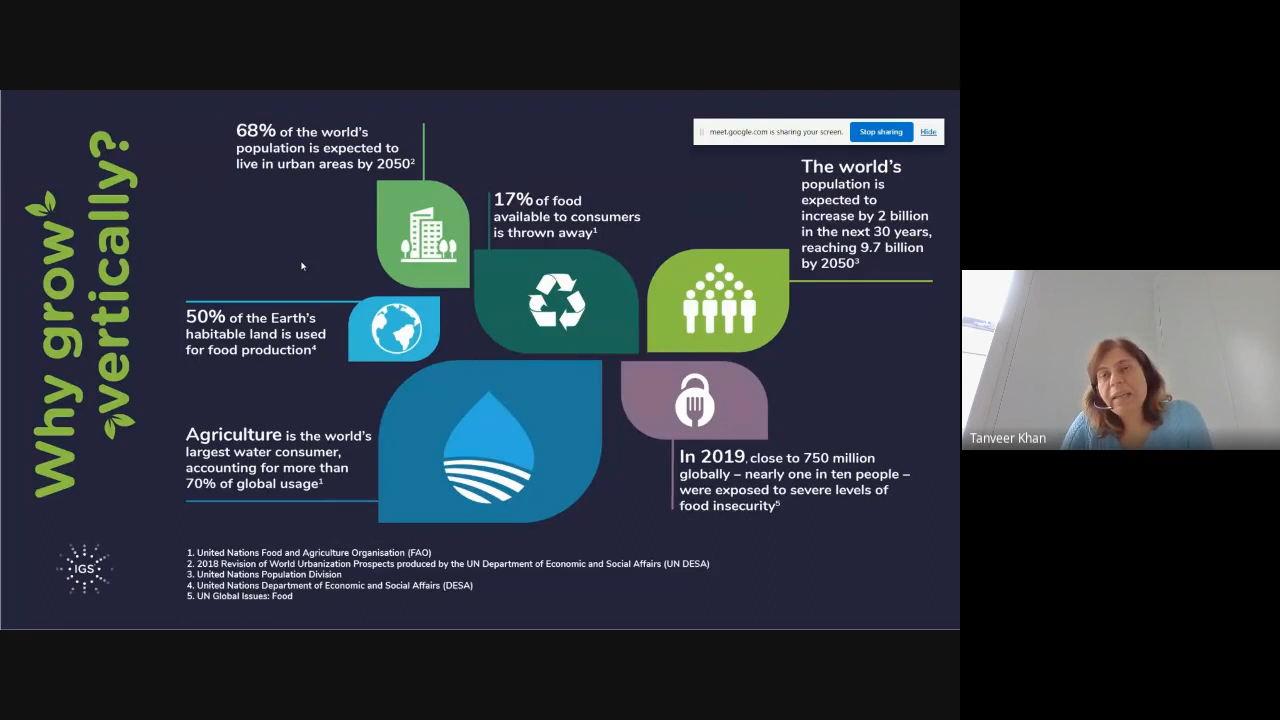 Why grow
vertically?
68% of the world's
population is expected to
live in urban areas by 2050²
17% of food
available to consumers
is thrown away¹
meet.google.com is sharing your screen.
Stop sharing
Hide
The world's
population is
expected to
increase by 2 billion
in the next 30 years,
reaching 9.7 billion
by 2050³
50% of the Earth's
habitable land is used
for food production⁴
Agriculture is the world's
largest water consumer,
accounting for more than
70% of global usage¹
In 2019, close to 750 million
globally – nearly one in ten people –
were exposed to severe levels of
food insecurity⁵
IGS
1. United Nations Food and Agriculture Organisation (FAO)
2. 2018 Revision of World Urbanization Prospects produced by the UN Department of Economic and Social Affairs (UN DESA)
3. United Nations Population Division
4. United Nations Department of Economic and Social Affairs (DESA)
5. UN Global Issues: Food
Tanveer Khan